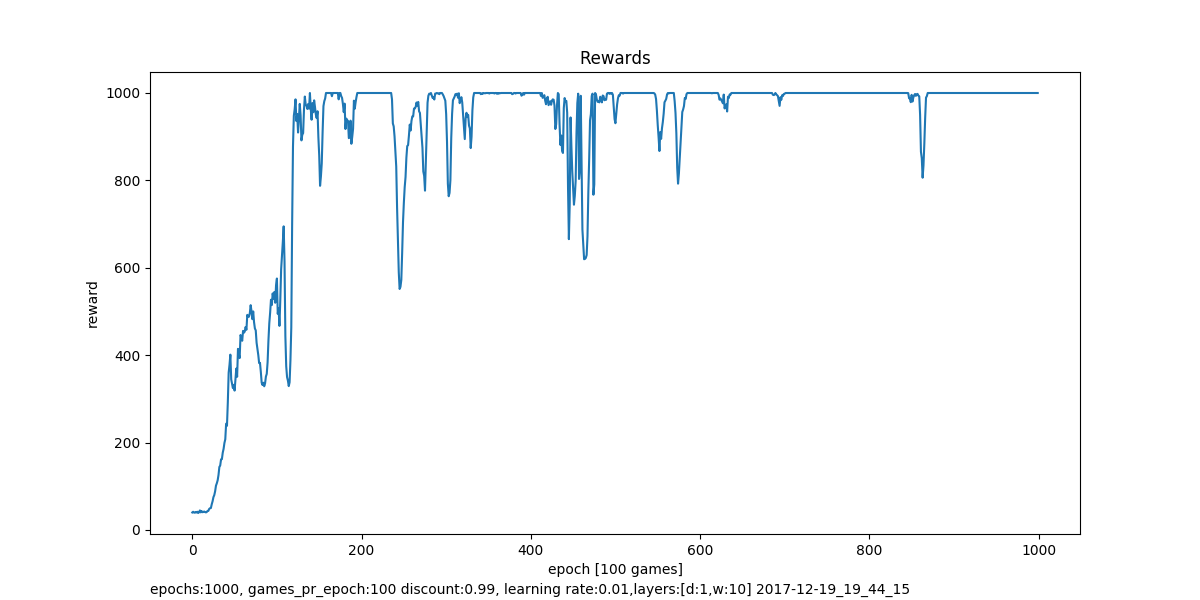 Rewards
1000
800
600
400
200
0
reward
0 200 400 600 800 1000
epoch [100 games]
epochs:1000, games_pr_epoch:100 discount:0.99, learning rate:0.01,layers:[d:1,w:10] 2017-12-19_19_44_15